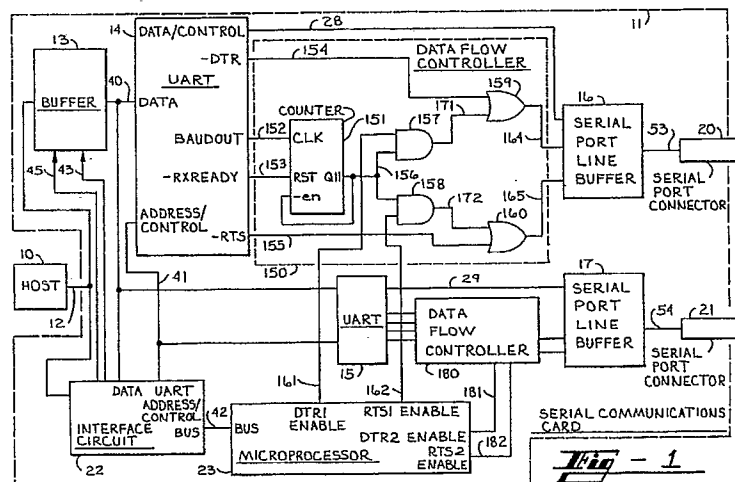 28
11
13
14
DATA/CONTROL
154
DATA FLOW
CONTROLLER
-DTR
159
40
UART
BUFFER
DATA
COUNTER
151
157
171
16
BAUDOUT
152
CLK
164
SERIAL
PORT
LINE
BUFFER
53
20
45
43
-RXREADY
153
RST Q11
-en
156
158
172
165
SERIAL
PORT
CONNECTOR
ADDRESS/
CONTROL
160
-RTS
155
150
10
HOST
12
41
29
17
UART
15
DATA
FLOW
CONTROLLER
180
SERIAL
PORT
LINE
BUFFER
54
21
SERIAL PORT
CONNECTOR
161
162
181
DATA UART
ADDRESS/
CONTROL
BUS
42
INTERFACE
CIRCUIT
22
BUS
DTR1
ENABLE
RTS1 ENABLE
DTR2 ENABLE
RTS2
ENABLE
182
MICROPROCESSOR
23
SERIAL COMMUNICATIONS
CARD
Fig - 1